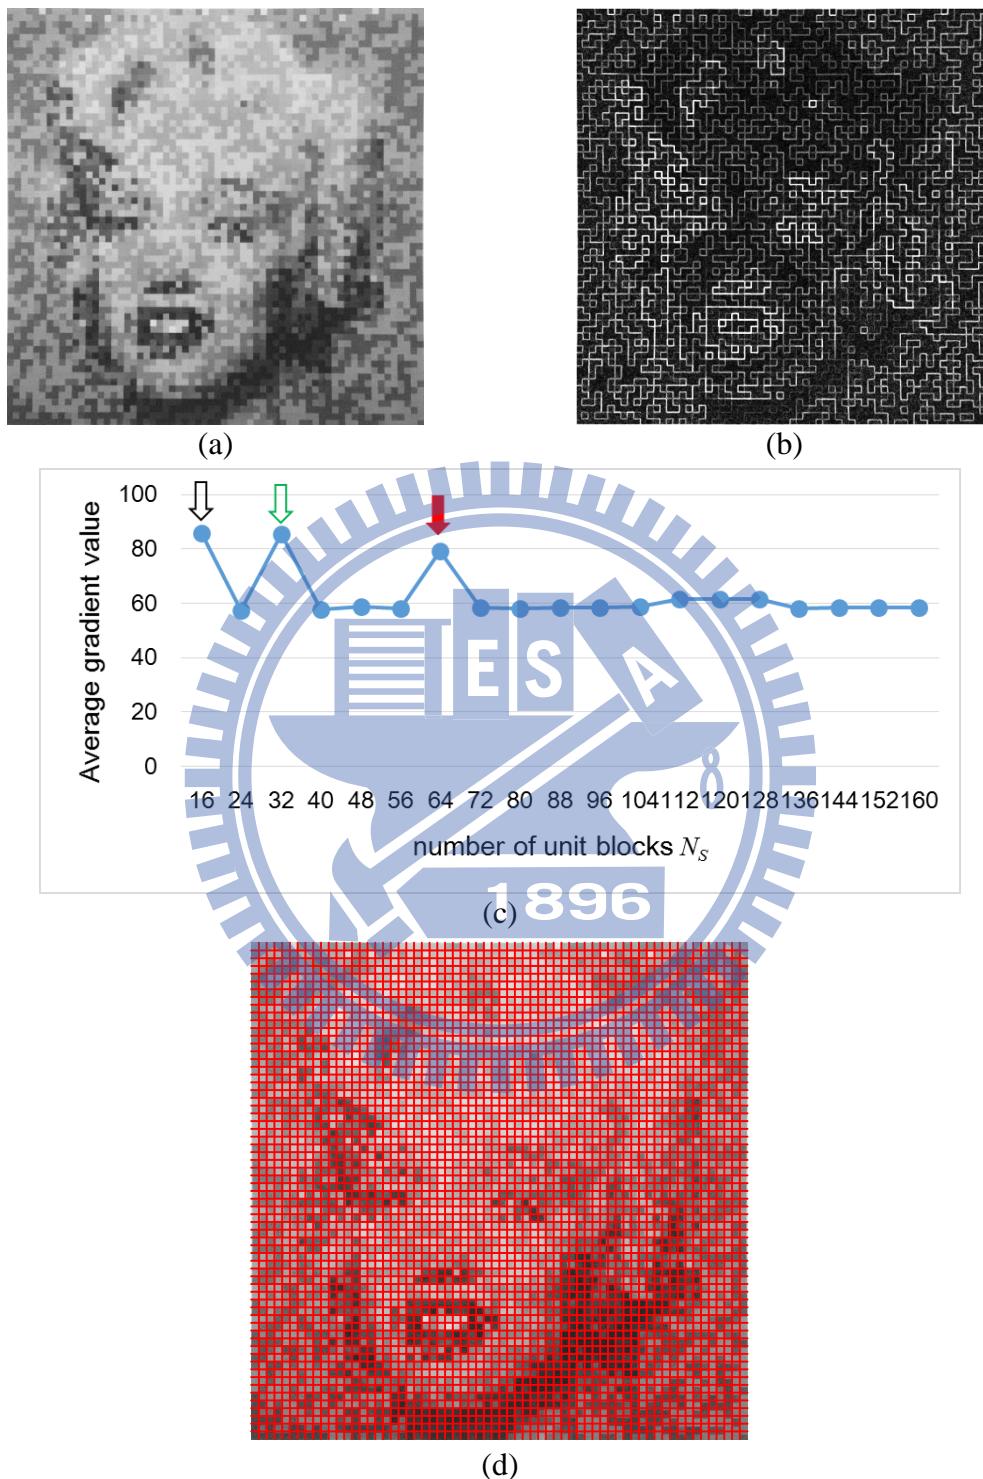 (a)
(b)
Average gradient value
100
80
60
40
20
0
16 24 32 40 48 56 64 72 80 88 96 104 112 120 128 136 144 152 160
number of unit blocks N_S
(c)
E S A
8
1896
(d)